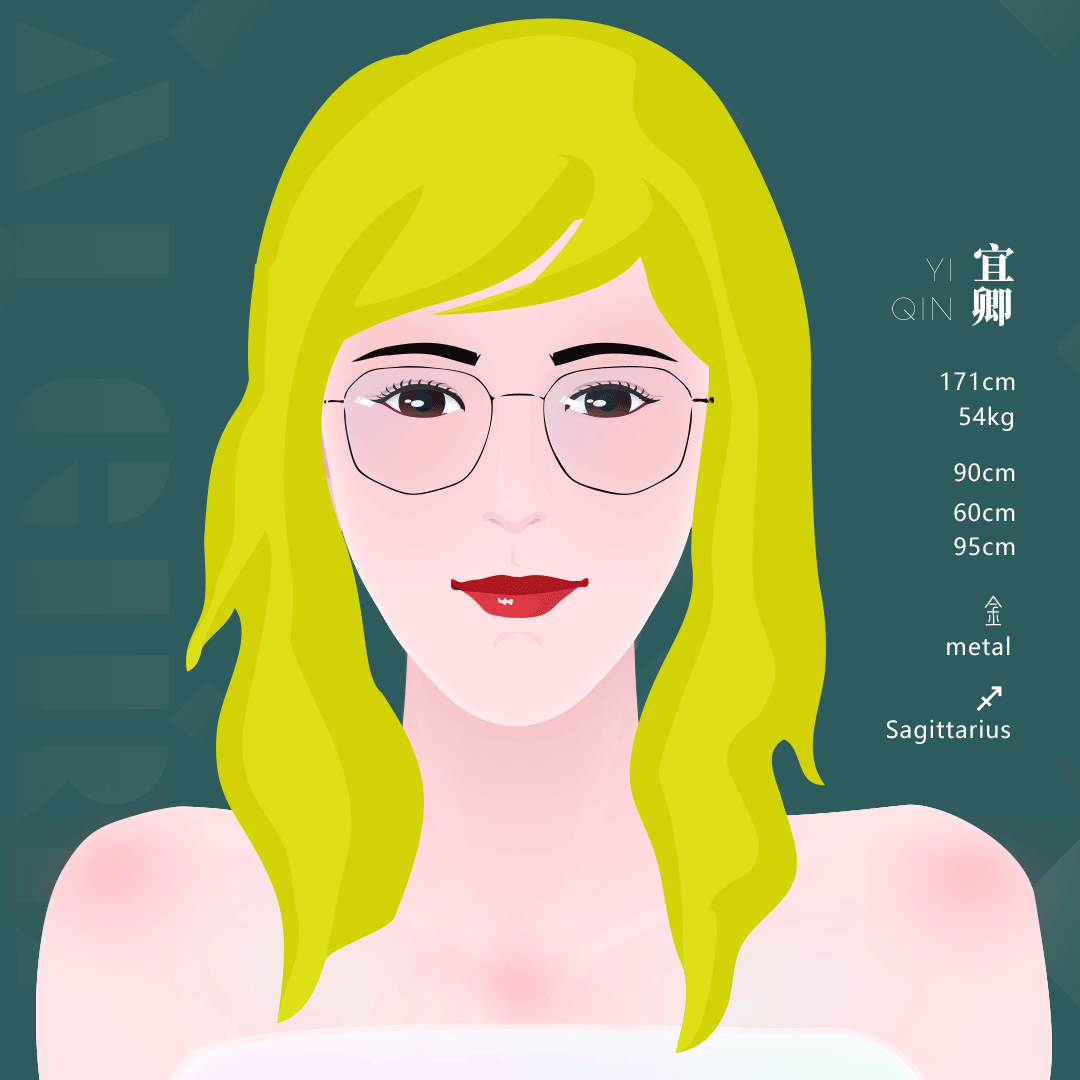 YI
QIN
宜
卿
171cm
54kg
90cm
60cm
95cm
金
metal
Sagittarius